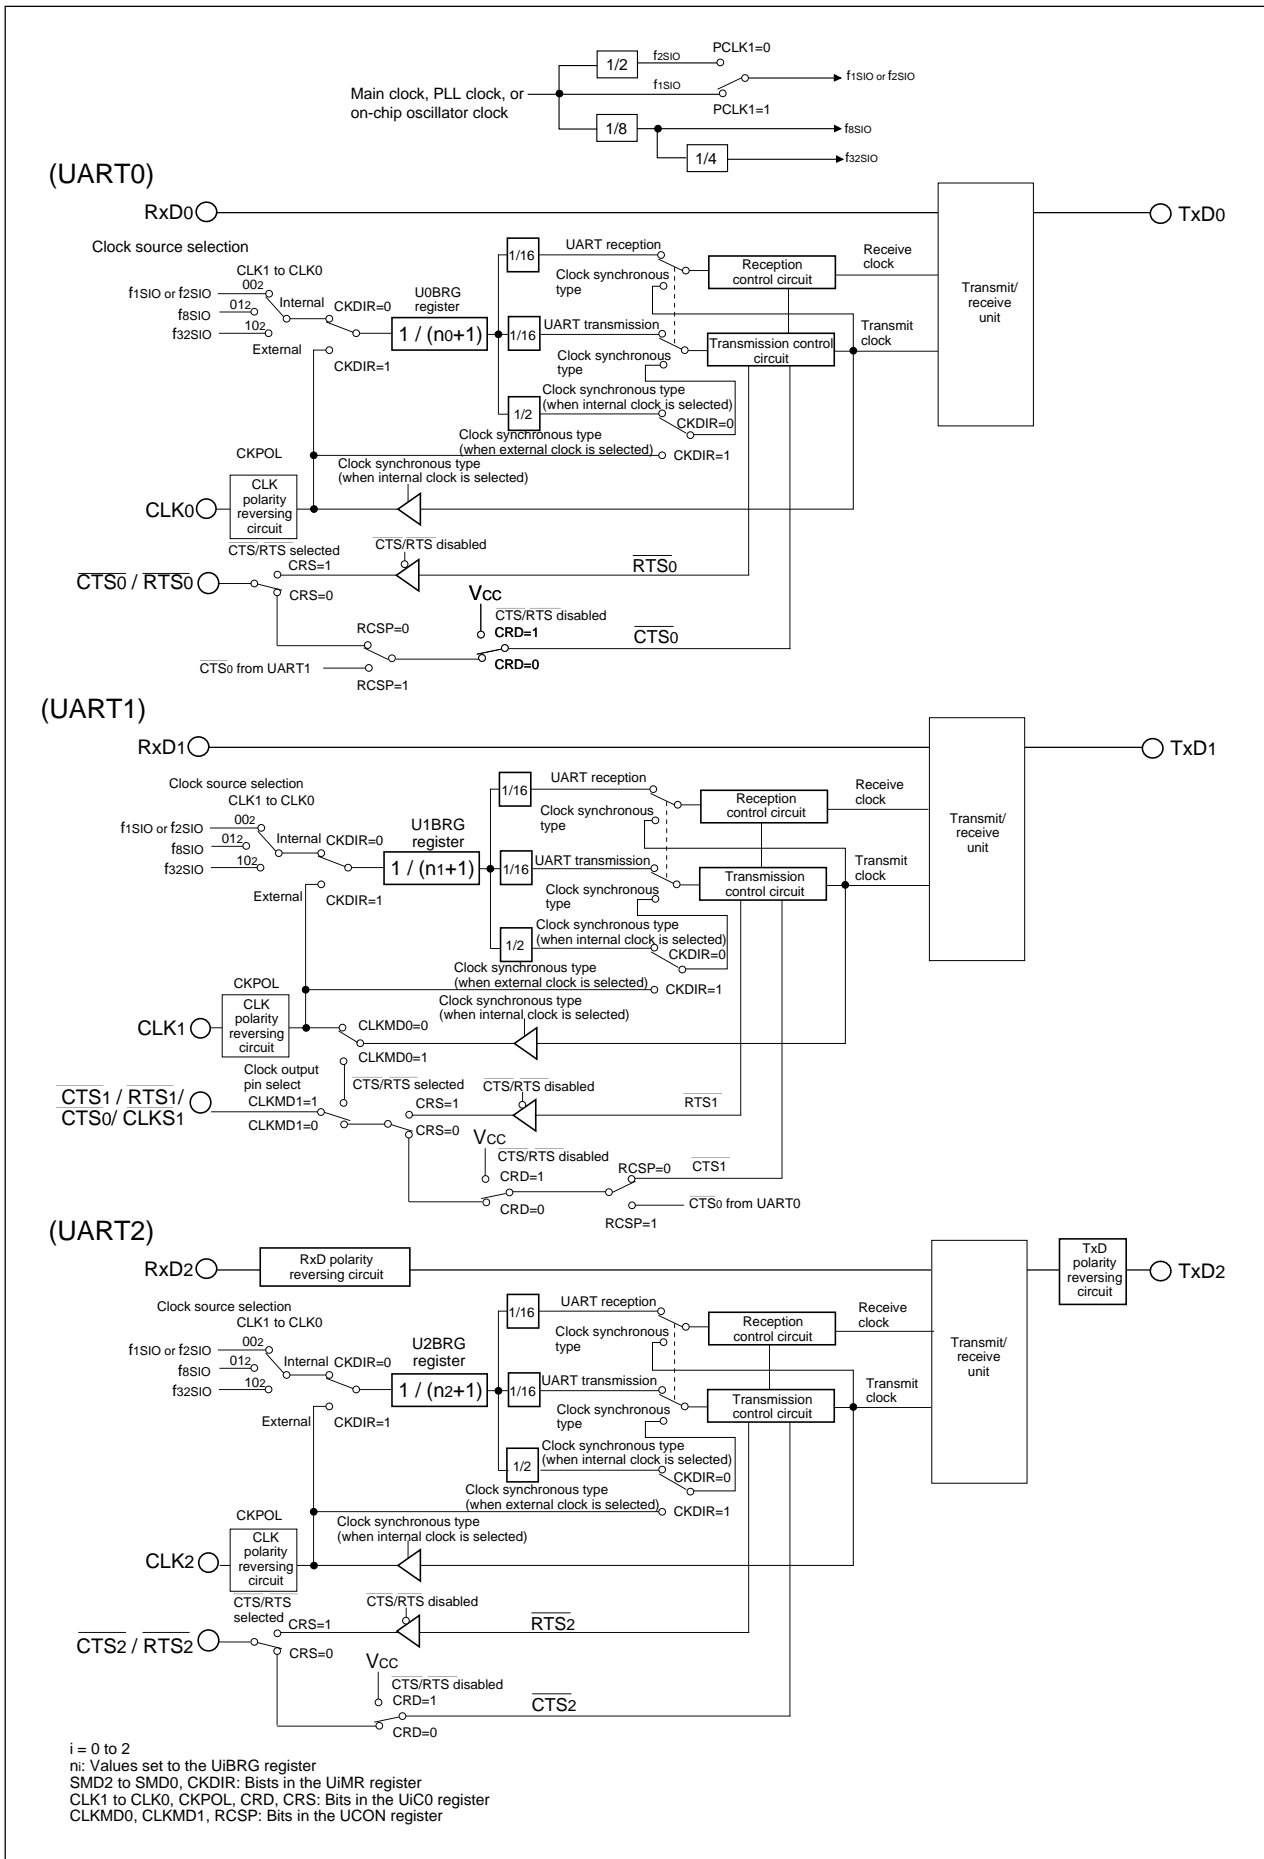 Main clock, PLL clock, or
on-chip oscillator clock
1/2
f2SIO
PCLK1=0
f1SIO
PCLK1=1
f1SIO or f2SIO
1/8
f8SIO
1/4
f32SIO
(UART0)
RxD0
TxD0
Clock source selection
CLK1 to CLK0
f1SIO or f2SIO
002
f8SIO
012
f32SIO
102
Internal
CKDIR=0
External
CKDIR=1
U0BRG
register
1 / (n0+1)
1/16
UART reception
Clock synchronous
type
Reception
control circuit
Receive
clock
1/16
UART transmission
Clock synchronous
type
Transmission control
circuit
Transmit
clock
Transmit/
receive
unit
1/2
Clock synchronous type
(when internal clock is selected)
CKDIR=0
Clock synchronous type
(when external clock is selected)
CKDIR=1
CKPOL
CLK
polarity
reversing
circuit
CLK0
Clock synchronous type
(when internal clock is selected)
CTS/RTS selected
CTS/RTS disabled
CTS0 / RTS0
CRS=1
CRS=0
RTS0
VCC
CTS/RTS disabled
RCSP=0
CRD=1
CTS0
CTS0 from UART1
CRD=0
RCSP=1
(UART1)
RxD1
TxD1
Clock source selection
CLK1 to CLK0
f1SIO or f2SIO
002
f8SIO
012
f32SIO
102
Internal
CKDIR=0
External
CKDIR=1
U1BRG
register
1 / (n1+1)
1/16
UART reception
Clock synchronous
type
Reception
control circuit
Receive
clock
1/16
UART transmission
Clock synchronous
type
Transmission
control circuit
Transmit
clock
Transmit/
receive
unit
1/2
Clock synchronous type
(when internal clock is selected)
CKDIR=0
Clock synchronous type
(when external clock is selected)
CKDIR=1
CKPOL
CLK
polarity
reversing
circuit
CLK1
Clock synchronous type
(when internal clock is selected)
CLKMD0=0
CLKMD0=1
Clock output
pin select
CTS/RTS selected
CTS/RTS disabled
CTS1 / RTS1/
CTS0/ CLKS1
CLKMD1=1
CLKMD1=0
CRS=1
CRS=0
RTS1
VCC
CTS/RTS disabled
CRD=1
CRD=0
RCSP=0
CTS1
CTS0 from UART0
RCSP=1
(UART2)
RxD2
RxD polarity
reversing circuit
TxD
polarity
reversing
circuit
TxD2
Clock source selection
CLK1 to CLK0
f1SIO or f2SIO
002
f8SIO
012
f32SIO
102
Internal
CKDIR=0
External
CKDIR=1
U2BRG
register
1 / (n2+1)
1/16
UART reception
Clock synchronous
type
Reception
control circuit
Receive
clock
1/16
UART transmission
Clock synchronous
type
Transmission
control circuit
Transmit
clock
Transmit/
receive
unit
1/2
Clock synchronous type
(when internal clock is selected)
CKDIR=0
Clock synchronous type
(when external clock is selected)
CKDIR=1
CKPOL
CLK
polarity
reversing
circuit
CLK2
Clock synchronous type
(when internal clock is selected)
CTS/RTS
selected
CTS/RTS disabled
CTS2 / RTS2
CRS=1
CRS=0
RTS2
VCC
CTS/RTS disabled
CRD=1
CTS2
CRD=0
i = 0 to 2
ni: Values set to the UiBRG register
SMD2 to SMD0, CKDIR: Bists in the UiMR register
CLK1 to CLK0, CKPOL, CRD, CRS: Bits in the UiC0 register
CLKMD0, CLKMD1, RCSP: Bits in the UCON register